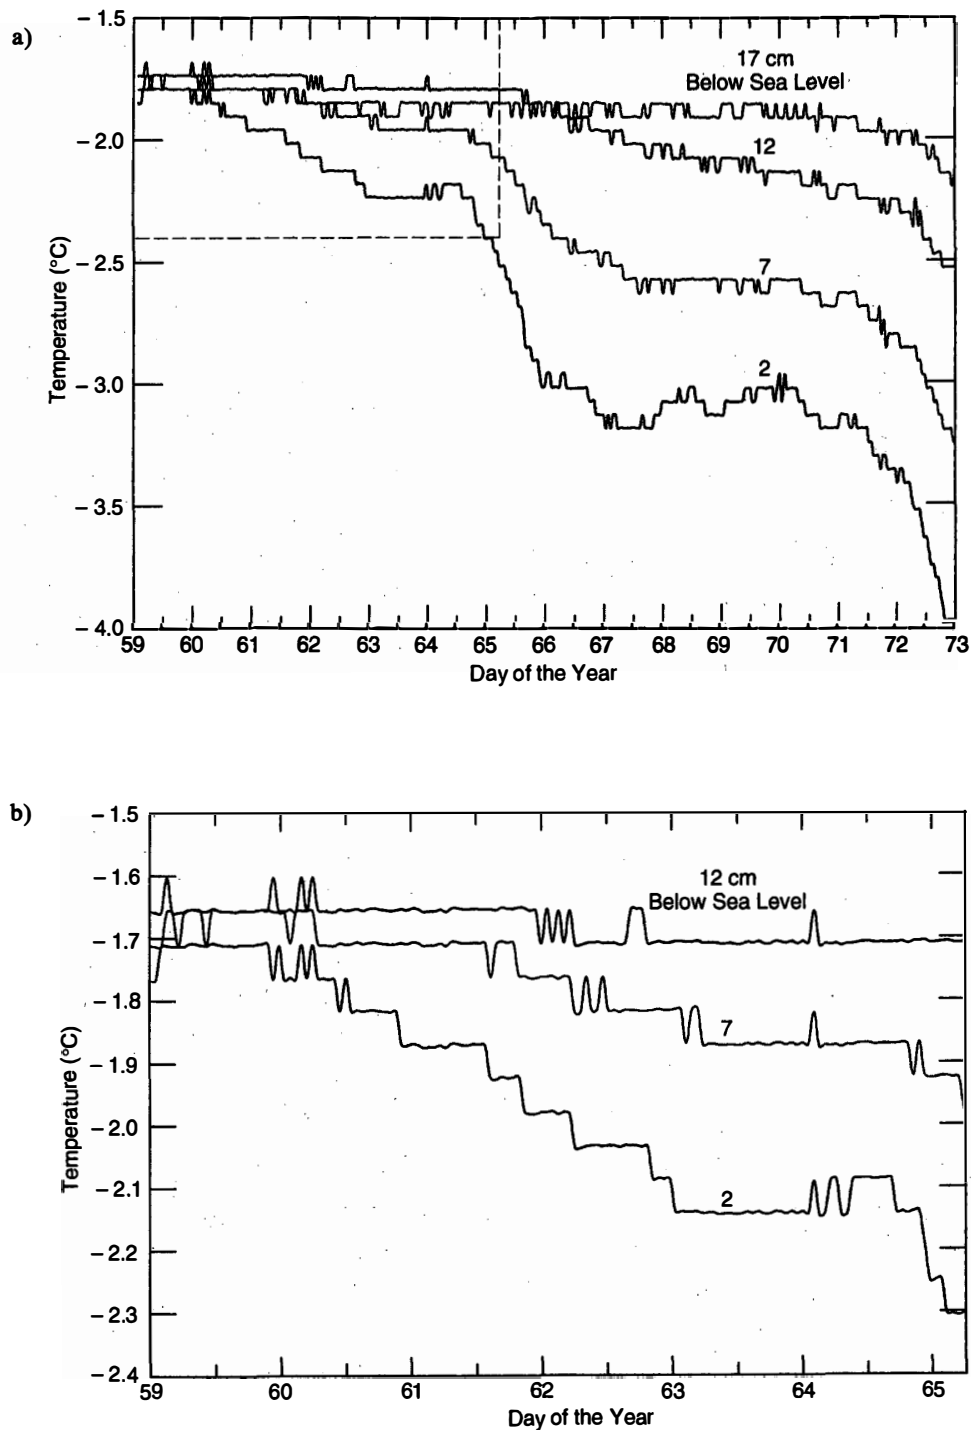 a)
– 1.5
– 2.0
– 2.5
– 3.0
– 3.5
– 4.0
Temperature (°C)
17 cm
Below Sea Level
12
7
2
59 60 61 62 63 64 65 66 67 68 69 70 71 72 73
Day of the Year
b)
– 1.5
– 1.6
– 1.7
– 1.8
– 1.9
– 2.0
– 2.1
– 2.2
– 2.3
– 2.4
Temperature (°C)
12 cm
Below Sea Level
7
2
59 60 61 62 63 64 65
Day of the Year